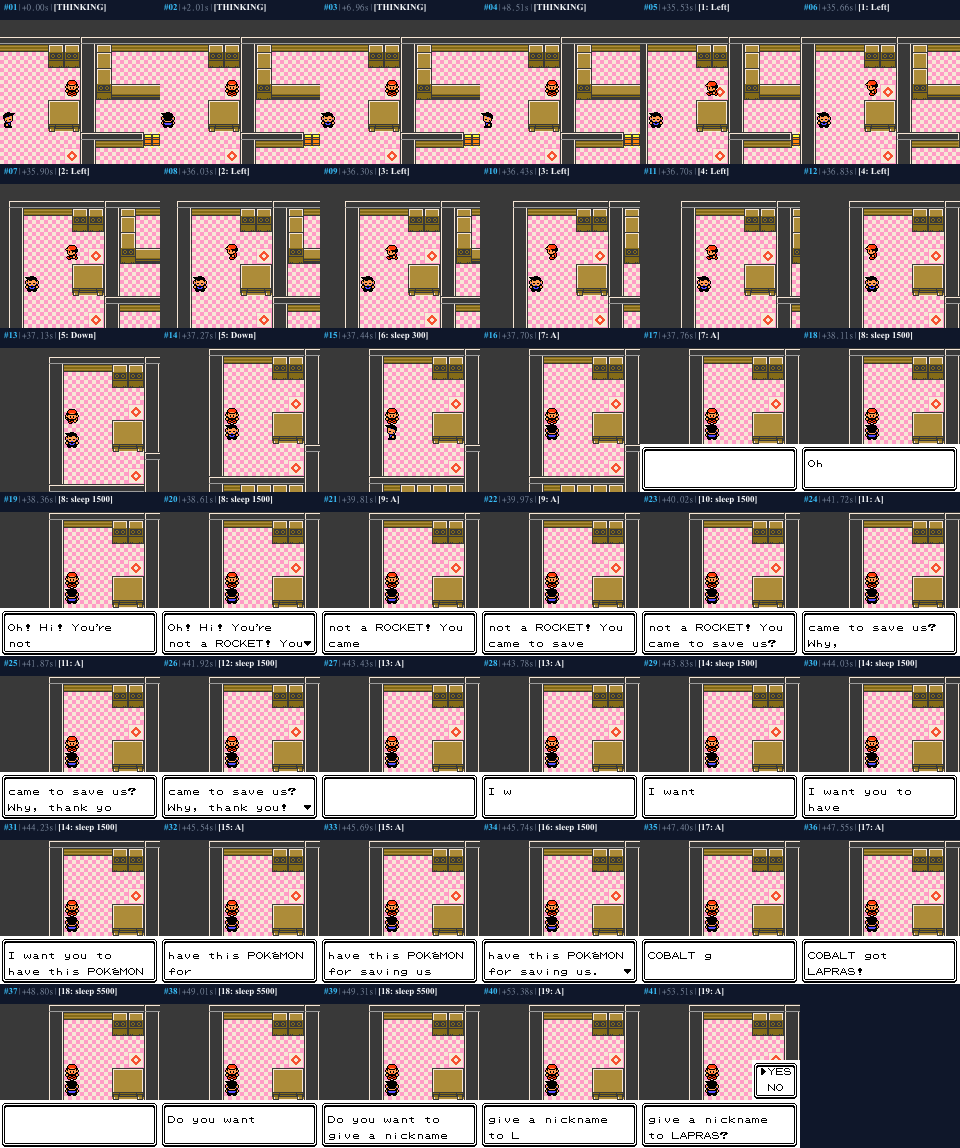 #01|+0.00s|[THINKING]
#02|+2.01s|[THINKING]
#03|+6.96s|[THINKING]
#04|+8.51s|[THINKING]
#05|+35.53s|[1: Left]
#06|+35.66s|[1: Left]
#07|+35.90s|[2: Left]
#08|+36.03s|[2: Left]
#09|+36.30s|[3: Left]
#10|+36.43s|[3: Left]
#11|+36.70s|[4: Left]
#12|+36.83s|[4: Left]
#13|+37.13s|[5: Down]
#14|+37.27s|[5: Down]
#15|+37.44s|[6: sleep 300]
#16|+37.70s|[7: A]
#17|+37.76s|[7: A]
#18|+38.11s|[8: sleep 1500]
Oh
#19|+38.36s|[8: sleep 1500]
Oh! Hi! You're
not
#20|+38.61s|[8: sleep 1500]
Oh! Hi! You're
not a ROCKET! You▼
#21|+39.81s|[9: A]
not a ROCKET! You
came
#22|+39.97s|[9: A]
not a ROCKET! You
came to save
#23|+40.02s|[10: sleep 1500]
not a ROCKET! You
came to save us?
#24|+41.72s|[11: A]
came to save us?
Why,
#25|+41.87s|[11: A]
came to save us?
Why, thank yo
#26|+41.92s|[12: sleep 1500]
came to save us?
Why, thank you! ▼
#27|+43.43s|[13: A]
#28|+43.78s|[13: A]
I w
#29|+43.83s|[14: sleep 1500]
I want
#30|+44.03s|[14: sleep 1500]
I want you to
have
#31|+44.23s|[14: sleep 1500]
I want you to
have this POKéMON
#32|+45.54s|[15: A]
have this POKéMON
for
#33|+45.69s|[15: A]
have this POKéMON
for saving us
#34|+45.74s|[16: sleep 1500]
have this POKéMON
for saving us. ▼
#35|+47.40s|[17: A]
COBALT g
#36|+47.55s|[17: A]
COBALT got
LAPRAS!
#37|+48.80s|[18: sleep 5500]
#38|+49.01s|[18: sleep 5500]
Do you want
#39|+49.31s|[18: sleep 5500]
Do you want to
give a nickname
#40|+53.38s|[19: A]
give a nickname
to L
#41|+53.51s|[19: A]
▶YES
NO
give a nickname
to LAPRAS?